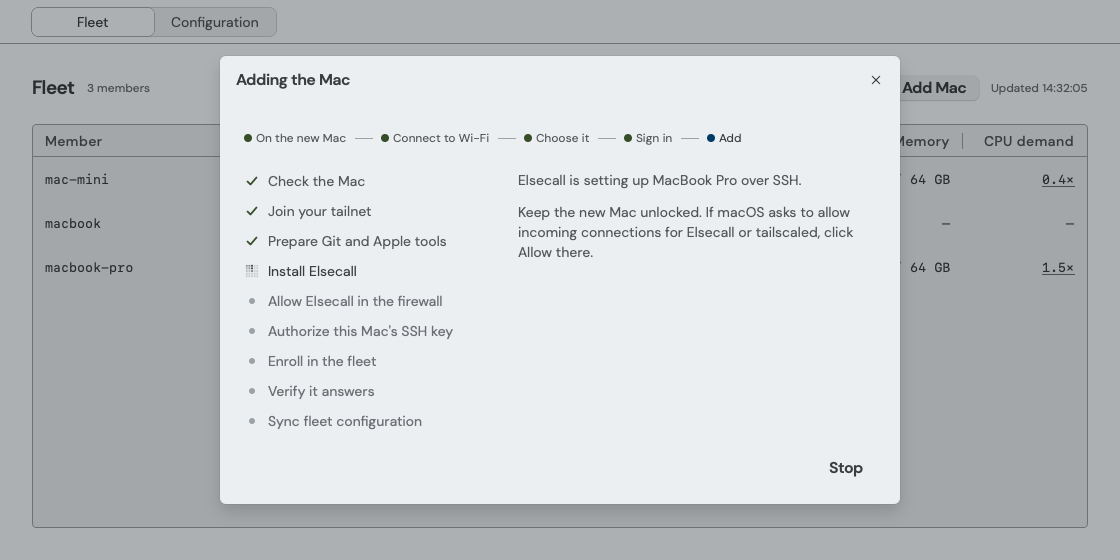 Fleet
Configuration
Fleet
3 members
Add Mac
Updated 14:32:05
Member
Memory
CPU demand
mac-mini
64 GB
0.4×
macbook
—
—
macbook-pro
64 GB
1.5×
Adding the Mac
×
On the new Mac
Connect to Wi-Fi
Choose it
Sign in
Add
Check the Mac
Join your tailnet
Prepare Git and Apple tools
Install Elsecall
Allow Elsecall in the firewall
Authorize this Mac's SSH key
Enroll in the fleet
Verify it answers
Sync fleet configuration
Elsecall is setting up MacBook Pro over SSH.
Keep the new Mac unlocked. If macOS asks to allow
incoming connections for Elsecall or tailscaled, click
Allow there.
Stop